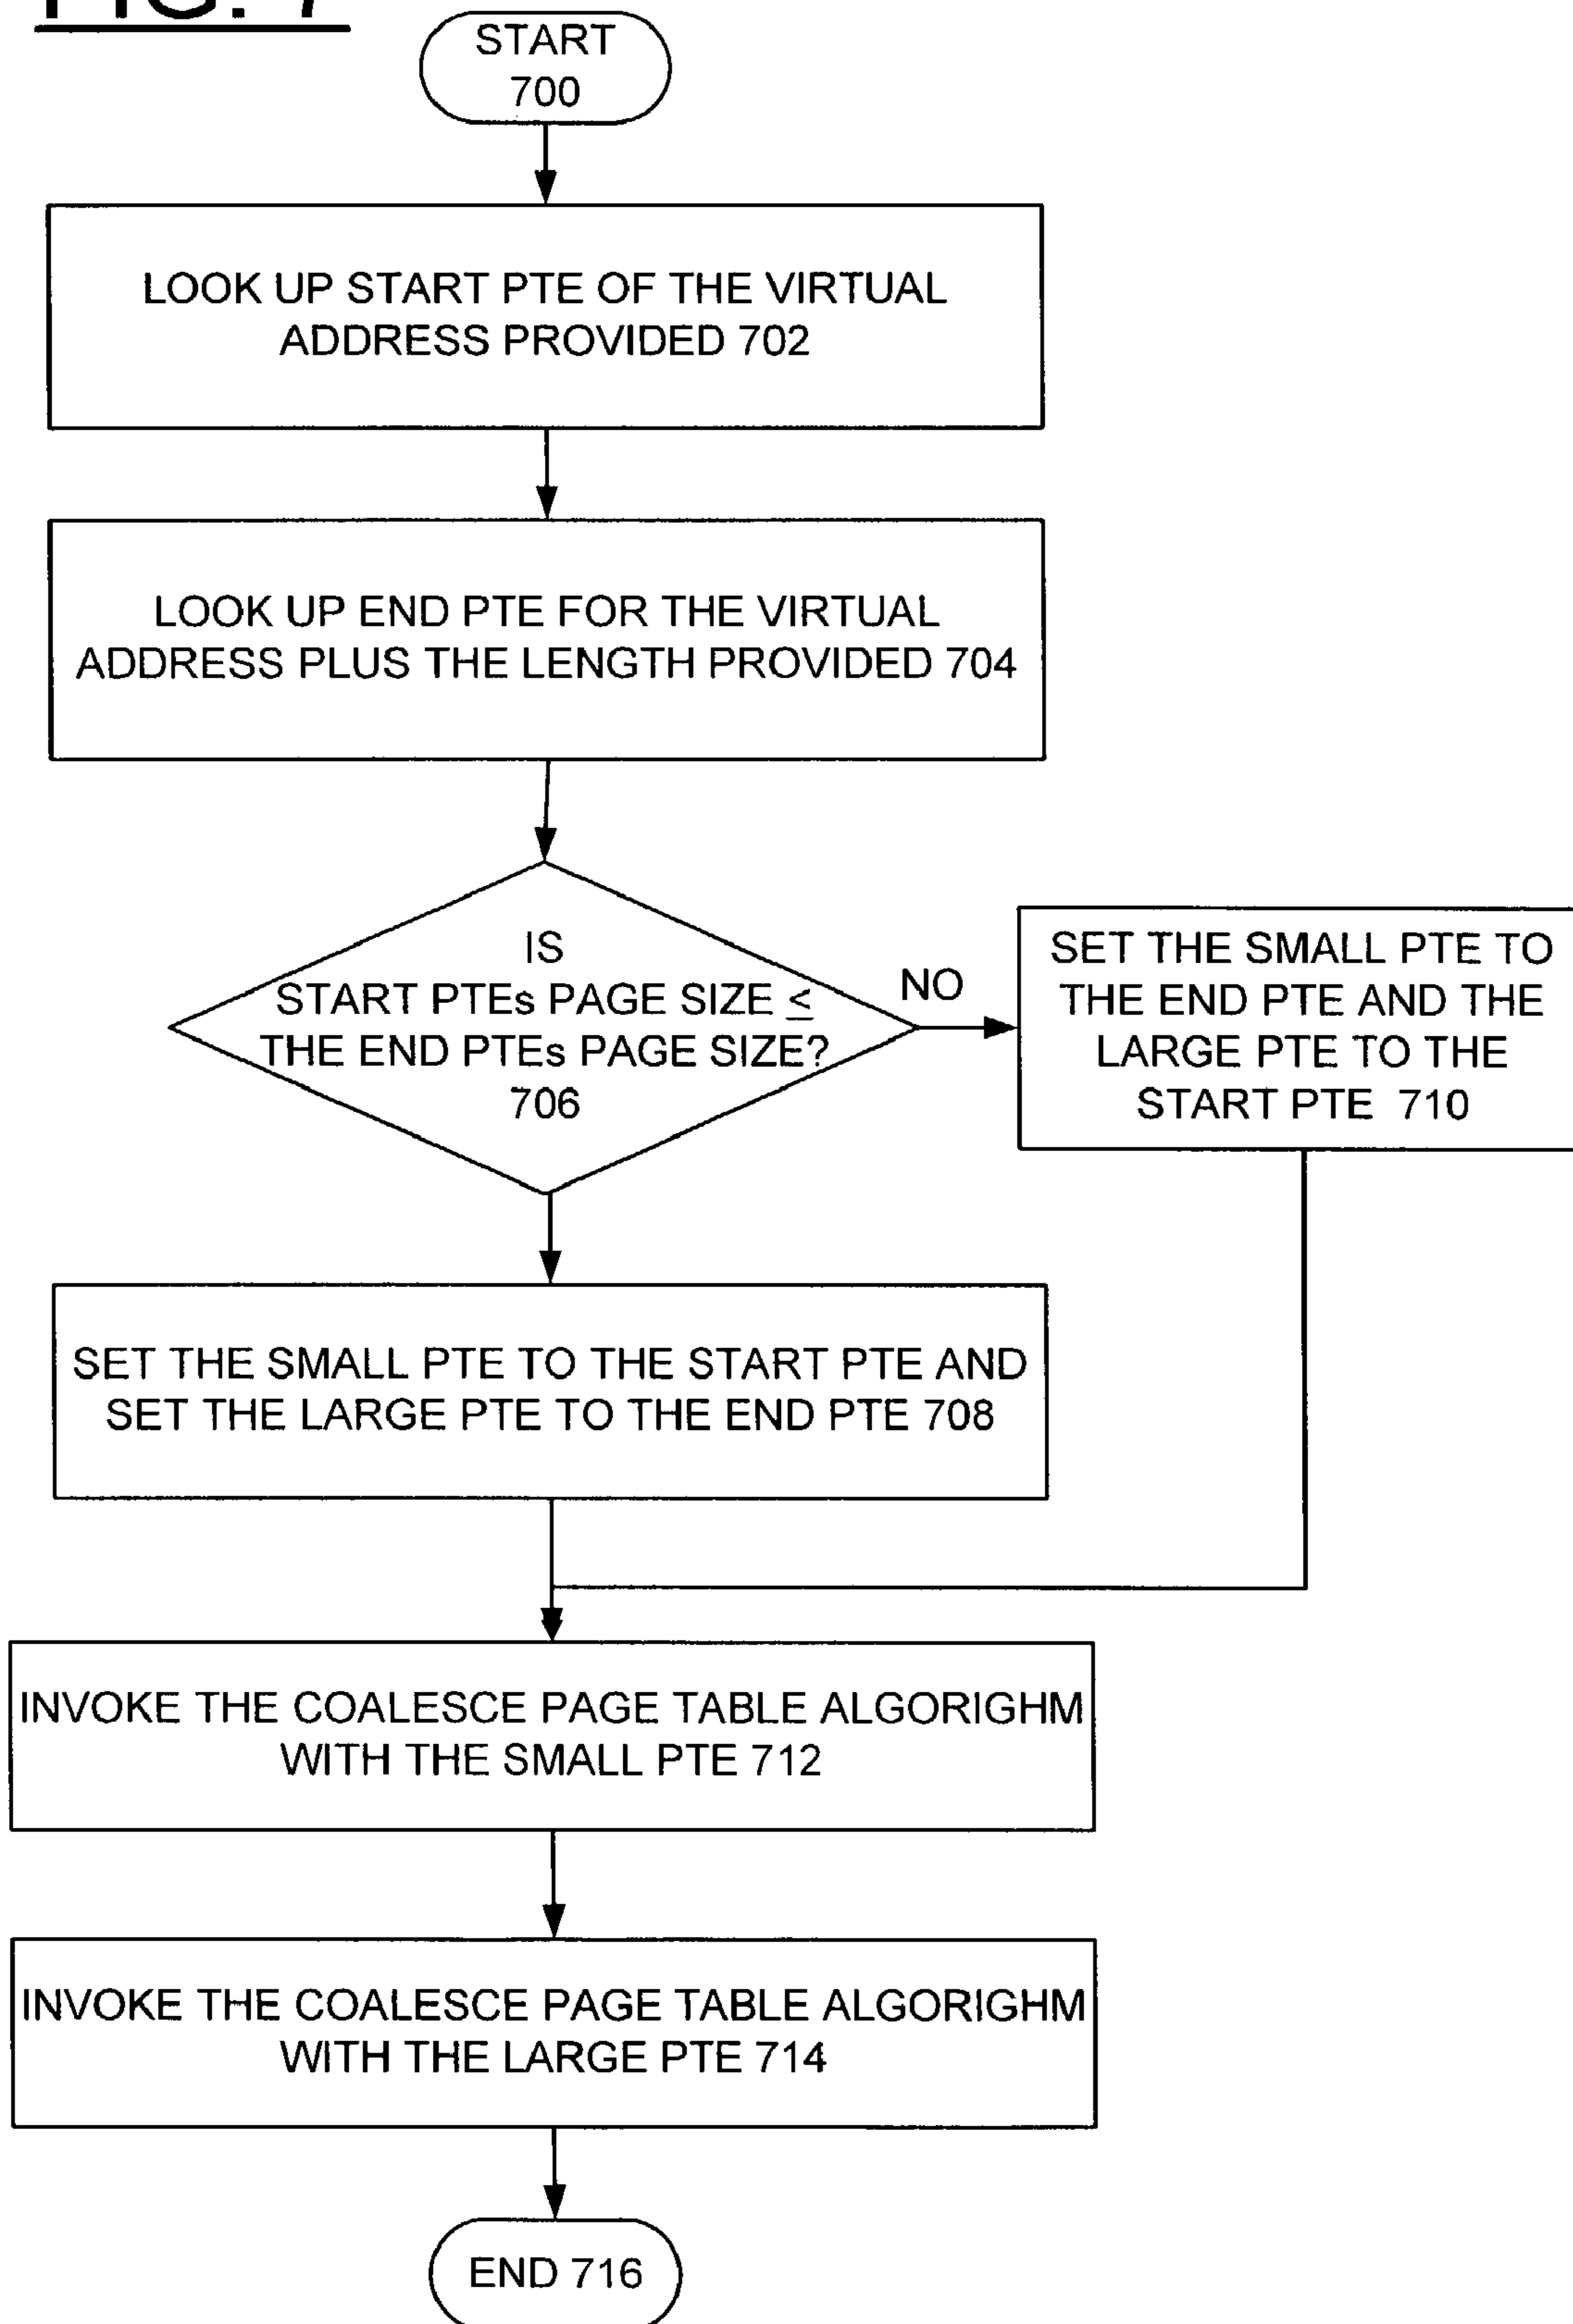 FIG. 7
START
700
LOOK UP START PTE OF THE VIRTUAL
ADDRESS PROVIDED 702
LOOK UP END PTE FOR THE VIRTUAL
ADDRESS PLUS THE LENGTH PROVIDED 704
IS
START PTEs PAGE SIZE ≤
THE END PTEs PAGE SIZE?
706
NO
SET THE SMALL PTE TO
THE END PTE AND THE
LARGE PTE TO THE
START PTE 710
SET THE SMALL PTE TO THE START PTE AND
SET THE LARGE PTE TO THE END PTE 708
INVOKE THE COALESCE PAGE TABLE ALGORIGHM
WITH THE SMALL PTE 712
INVOKE THE COALESCE PAGE TABLE ALGORIGHM
WITH THE LARGE PTE 714
END 716